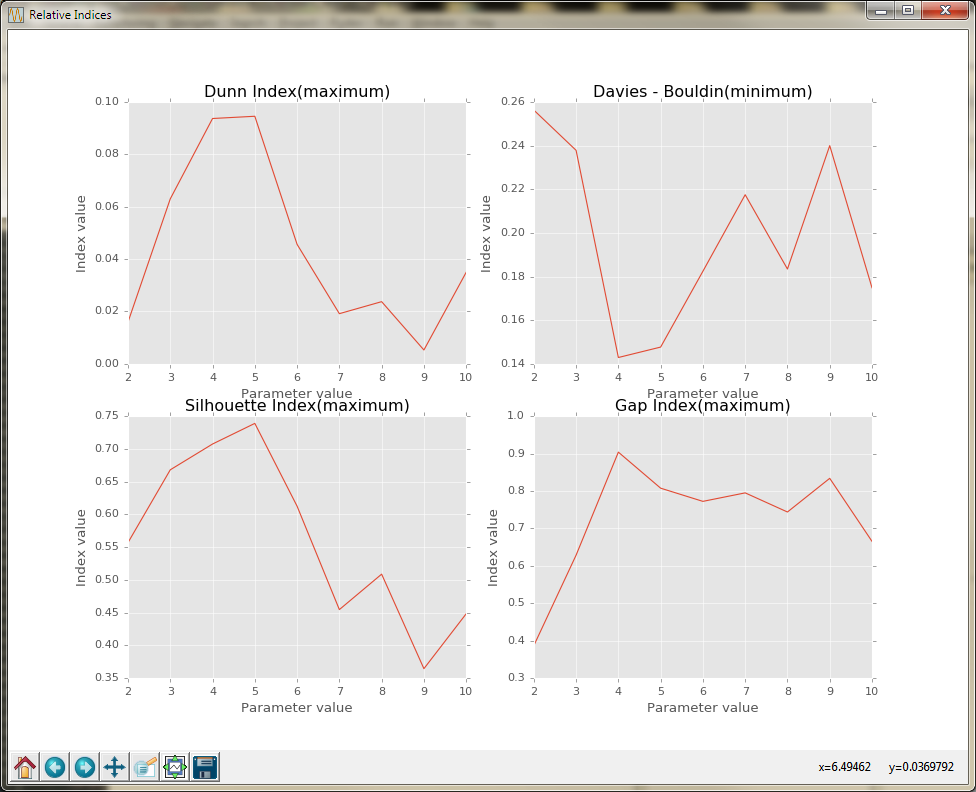 Relative Indices
Dunn Index(maximum)
0.10
0.08
0.06
0.04
0.02
0.00
Index value
2 3 4 5 6 7 8 9 10
Parameter value
Davies - Bouldin(minimum)
0.26
0.24
0.22
0.20
0.18
0.16
0.14
Index value
2 3 4 5 6 7 8 9 10
Parameter value
Silhouette Index(maximum)
0.75
0.70
0.65
0.60
0.55
0.50
0.45
0.40
0.35
Index value
2 3 4 5 6 7 8 9 10
Parameter value
Gap Index(maximum)
1.0
0.9
0.8
0.7
0.6
0.5
0.4
0.3
Index value
2 3 4 5 6 7 8 9 10
Parameter value
x=6.49462 y=0.0369792